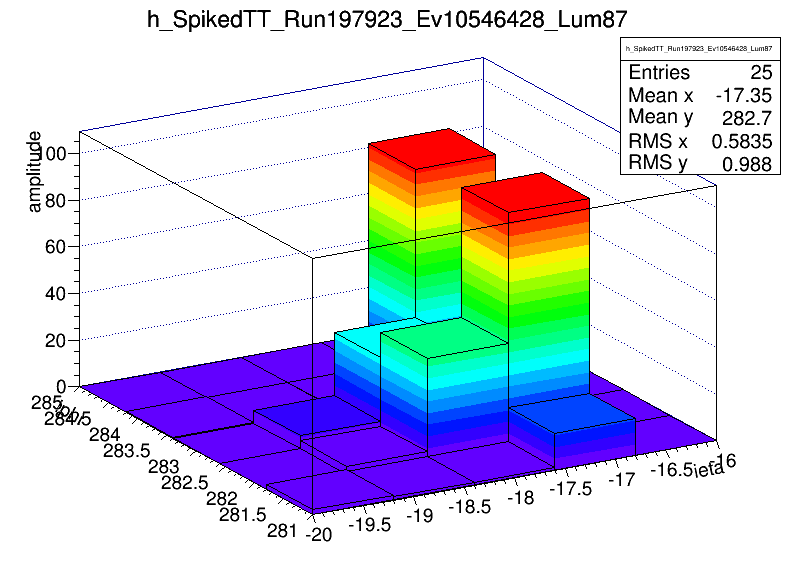 h_SpikedTT_Run197923_Ev10546428_Lum87
h_SpikedTT_Run197923_Ev10546428_Lum87
Entries 25
Mean x -17.35
Mean y 282.7
RMS x 0.5835
RMS y 0.988
amplitude
00
80
60
40
20
0
285
284.5
284
283.5
283
282.5
282
281.5
281
-20
-19.5
-19
-18.5
-18
-17.5
-17
-16.5
-16
ieta